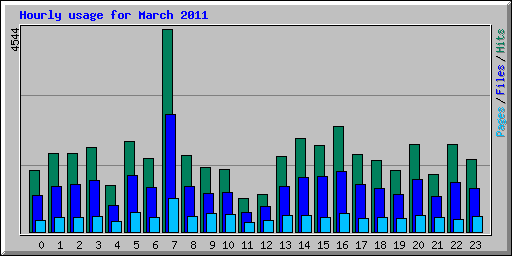 Hourly usage for March 2011
4544
Pages / Files / Hits
0 1 2 3 4 5 6 7 8 9 10 11 12 13 14 15 16 17 18 19 20 21 22 23